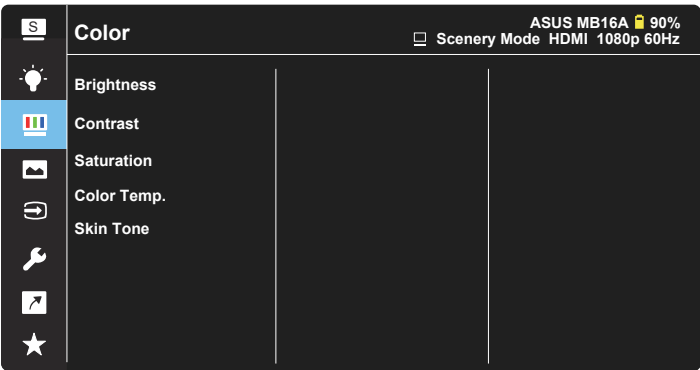 S
Color
ASUS MB16A 90%
Scenery Mode HDMI 1080p 60Hz
Brightness
Contrast
Saturation
Color Temp.
Skin Tone